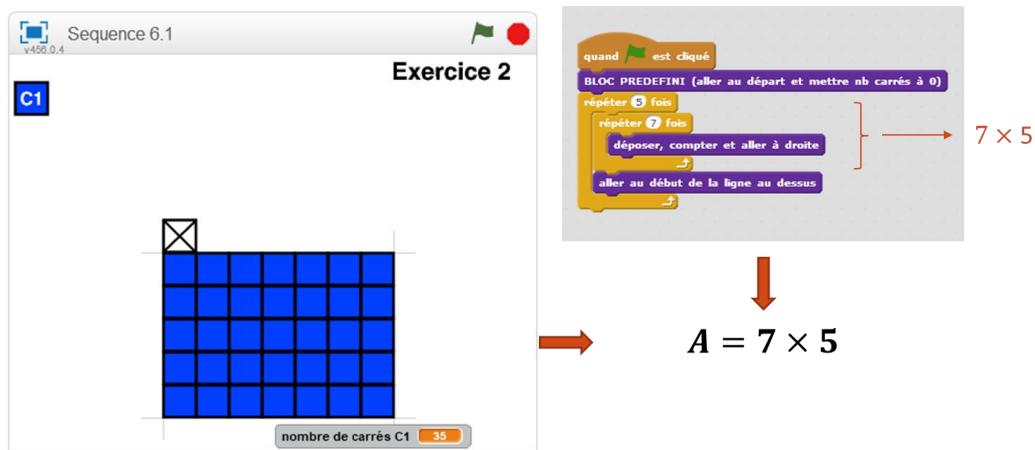 Sequence 6.1
v456.0.4
Exercice 2
C1
nombre de carrés C1 35
quand est cliqué
BLOC PREDEFINI (aller au départ et mettre nb carrés à 0)
répéter 5 fois
répéter 7 fois
déposer, compter et aller à droite
aller au début de la ligne au dessus
7 × 5
A = 7 × 5